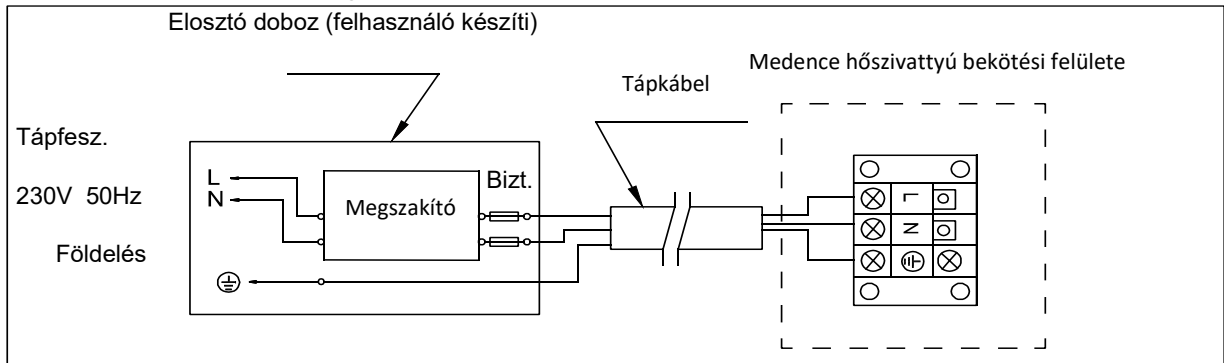 Elosztó doboz (felhasználó készíti)
Medence hőszivattyú bekötési felülete
Tápkábel
Tápfesz.
230V 50Hz
Földelés
L
N
Megszakító
Bizt.
L
N